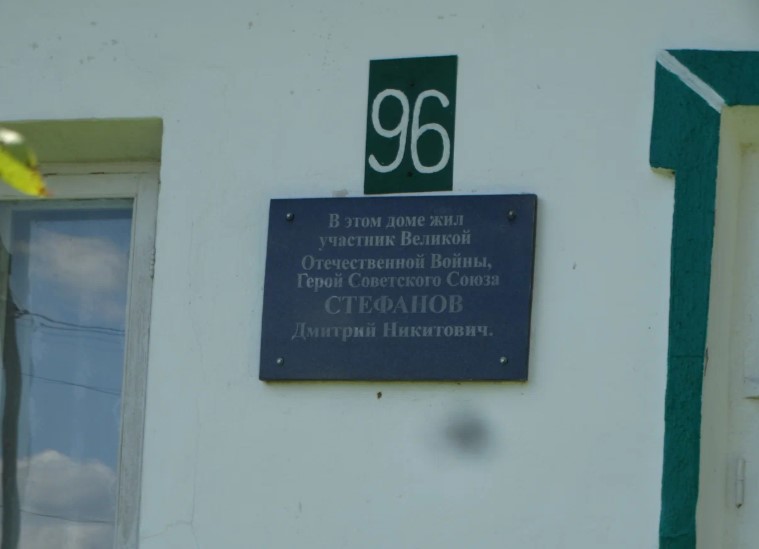 96
В этом доме жил
участник Великой
Отечественной Войны,
Герой Советского Союза
СТЕФАНОВ
Дмитрий Никитович.